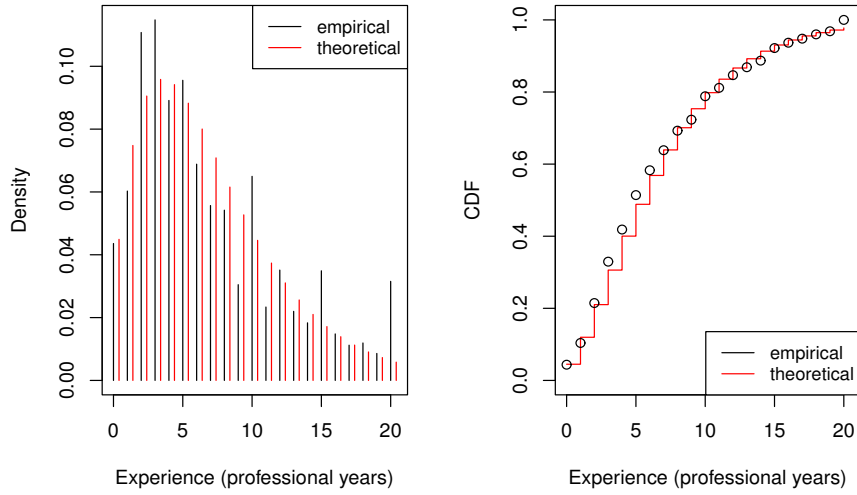 empirical
theoretical
Density
0.00
0.02
0.04
0.06
0.08
0.10
0 5 10 15 20
Experience (professional years)
CDF
0.0
0.2
0.4
0.6
0.8
1.0
empirical
theoretical
0 5 10 15 20
Experience (professional years)